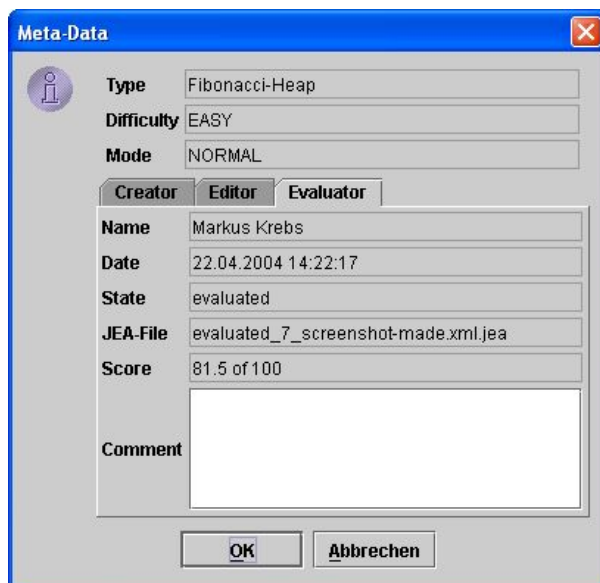 Meta-Data
Type Fibonacci-Heap
Difficulty EASY
Mode NORMAL
Creator Editor Evaluator
Name Markus Krebs
Date 22.04.2004 14:22:17
State evaluated
JEA-File evaluated_7_screenshot-made.xml.jea
Score 81.5 of 100
Comment
OK Abbrechen